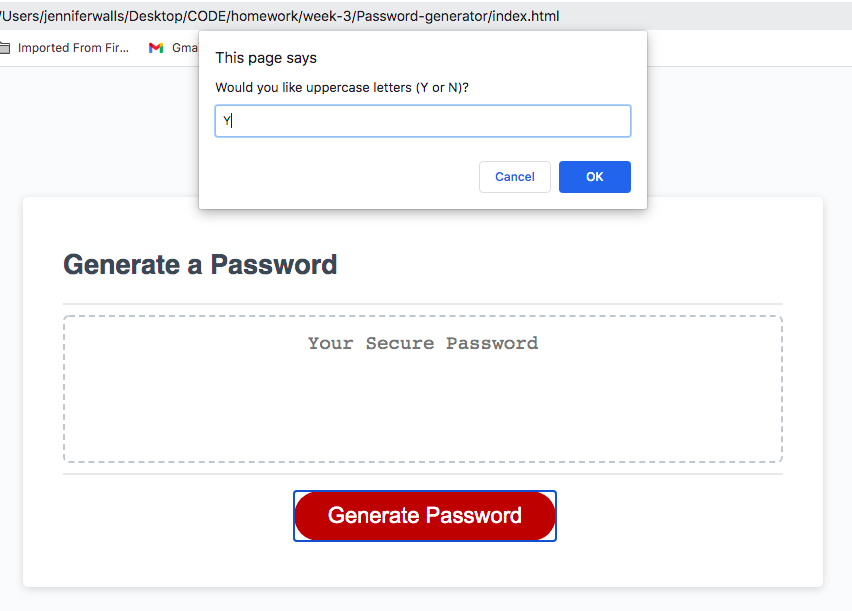 /Users/jenniferwalls/Desktop/CODE/homework/week-3/Password-generator/index.html
Imported From Fir... Gma
This page says
Would you like uppercase letters (Y or N)?
Y
Cancel OK
Generate a Password
Your Secure Password
Generate Password